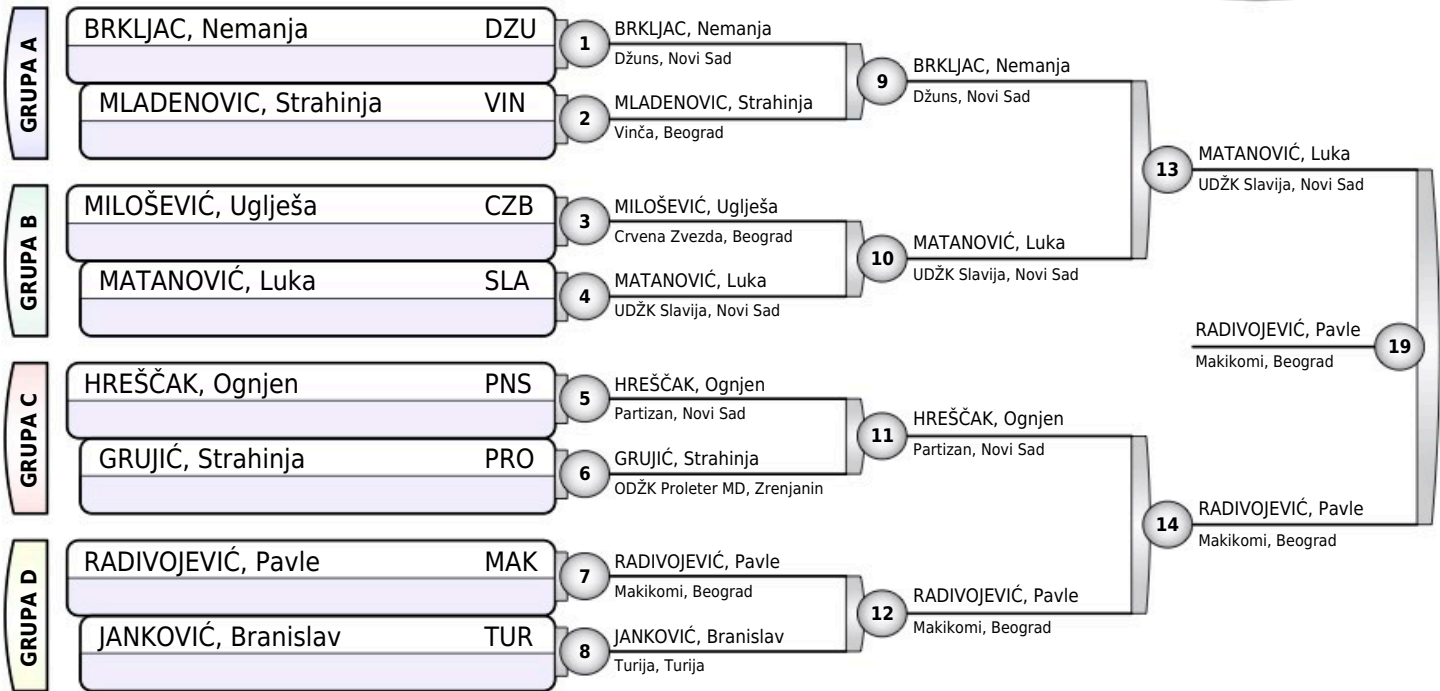 GRUPA A
BRKLJAC, Nemanja DZU
MLADENOVIC, Strahinja VIN
GRUPA B
MILOŠEVIĆ, Uglješa CZB
MATANOVIĆ, Luka SLA
GRUPA C
HREŠČAK, Ognjen PNS
GRUJIĆ, Strahinja PRO
GRUPA D
RADIVOJEVIĆ, Pavle MAK
JANKOVIĆ, Branislav TUR
1
BRKLJAC, Nemanja
Džuns, Novi Sad
2
MLADENOVIC, Strahinja
Vinča, Beograd
3
MILOŠEVIĆ, Uglješa
Crvena Zvezda, Beograd
4
MATANOVIĆ, Luka
UDŽK Slavija, Novi Sad
5
HREŠČAK, Ognjen
Partizan, Novi Sad
6
GRUJIĆ, Strahinja
ODŽK Proleter MD, Zrenjanin
7
RADIVOJEVIĆ, Pavle
Makikomi, Beograd
8
JANKOVIĆ, Branislav
Turija, Turija
9
BRKLJAC, Nemanja
Džuns, Novi Sad
10
MATANOVIĆ, Luka
UDŽK Slavija, Novi Sad
11
HREŠČAK, Ognjen
Partizan, Novi Sad
12
RADIVOJEVIĆ, Pavle
Makikomi, Beograd
13
MATANOVIĆ, Luka
UDŽK Slavija, Novi Sad
14
RADIVOJEVIĆ, Pavle
Makikomi, Beograd
RADIVOJEVIĆ, Pavle
Makikomi, Beograd
19